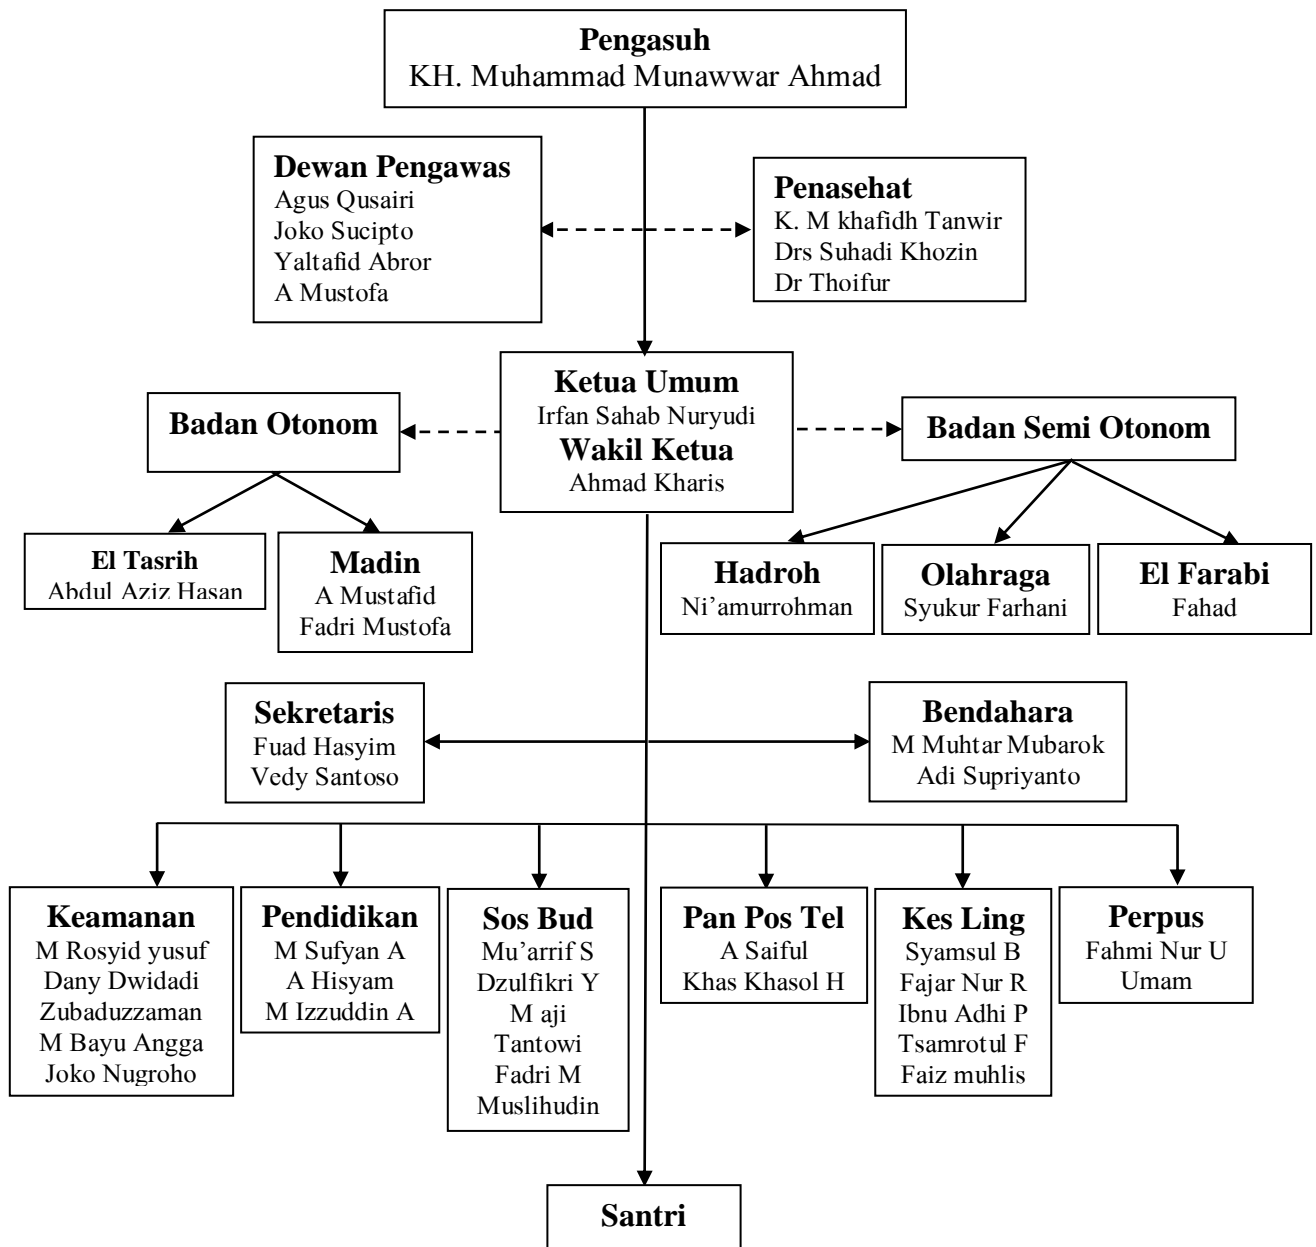 Pengasuh
KH. Muhammad Munawwar Ahmad
Dewan Pengawas
Agus Qusairi
Joko Sucipto
Yaltafid Abror
A Mustofa
Penasehat
K. M khafidh Tanwir
Drs Suhadi Khozin
Dr Thoifur
Ketua Umum
Irfan Sahab Nuryudi
Wakil Ketua
Ahmad Kharis
Badan Otonom
Badan Semi Otonom
El Tasrih
Abdul Aziz Hasan
Madin
A Mustafid
Fadri Mustofa
Hadroh
Ni’amurrohman
Olahraga
Syukur Farhani
El Farabi
Fahad
Sekretaris
Fuad Hasyim
Vedy Santoso
Bendahara
M Muhtar Mubarok
Adi Supriyanto
Keamanan
M Rosyid yusuf
Dany Dwidadi
Zubaduzzaman
M Bayu Angga
Joko Nugroho
Pendidikan
M Sufyan A
A Hisyam
M Izzuddin A
Sos Bud
Mu’arrif S
Dzulfikri Y
M aji
Tantowi
Fadri M
Muslihudin
Pan Pos Tel
A Saiful
Khas Khasol H
Kes Ling
Syamsul B
Fajar Nur R
Ibnu Adhi P
Tsamrotul F
Faiz muhlis
Perpus
Fahmi Nur U
Umam
Santri